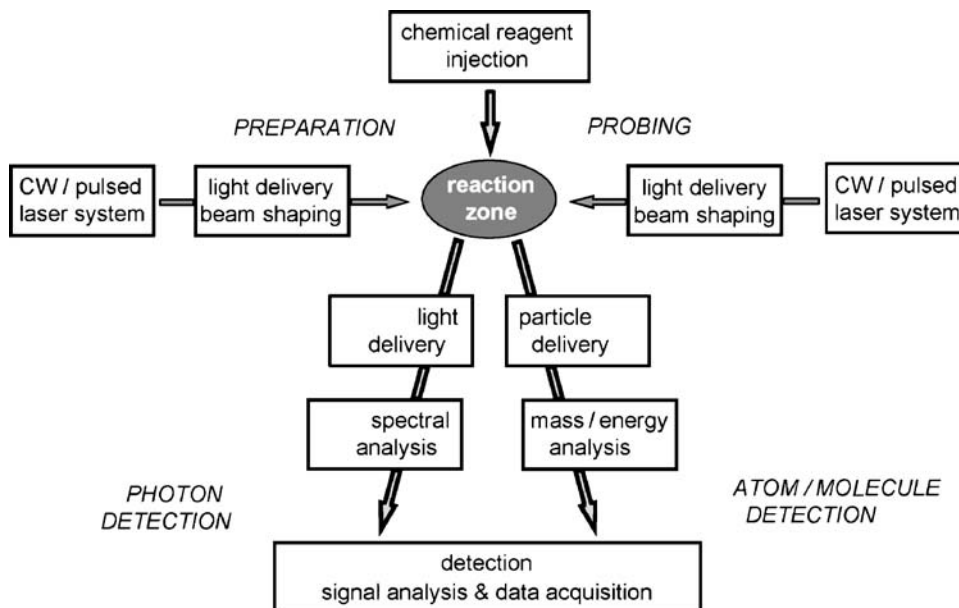 chemical reagent
injection
PREPARATION
PROBING
CW / pulsed
laser system
light delivery
beam shaping
reaction
zone
light delivery
beam shaping
CW / pulsed
laser system
light
delivery
particle
delivery
spectral
analysis
mass / energy
analysis
PHOTON
DETECTION
ATOM / MOLECULE
DETECTION
detection
signal analysis & data acquisition